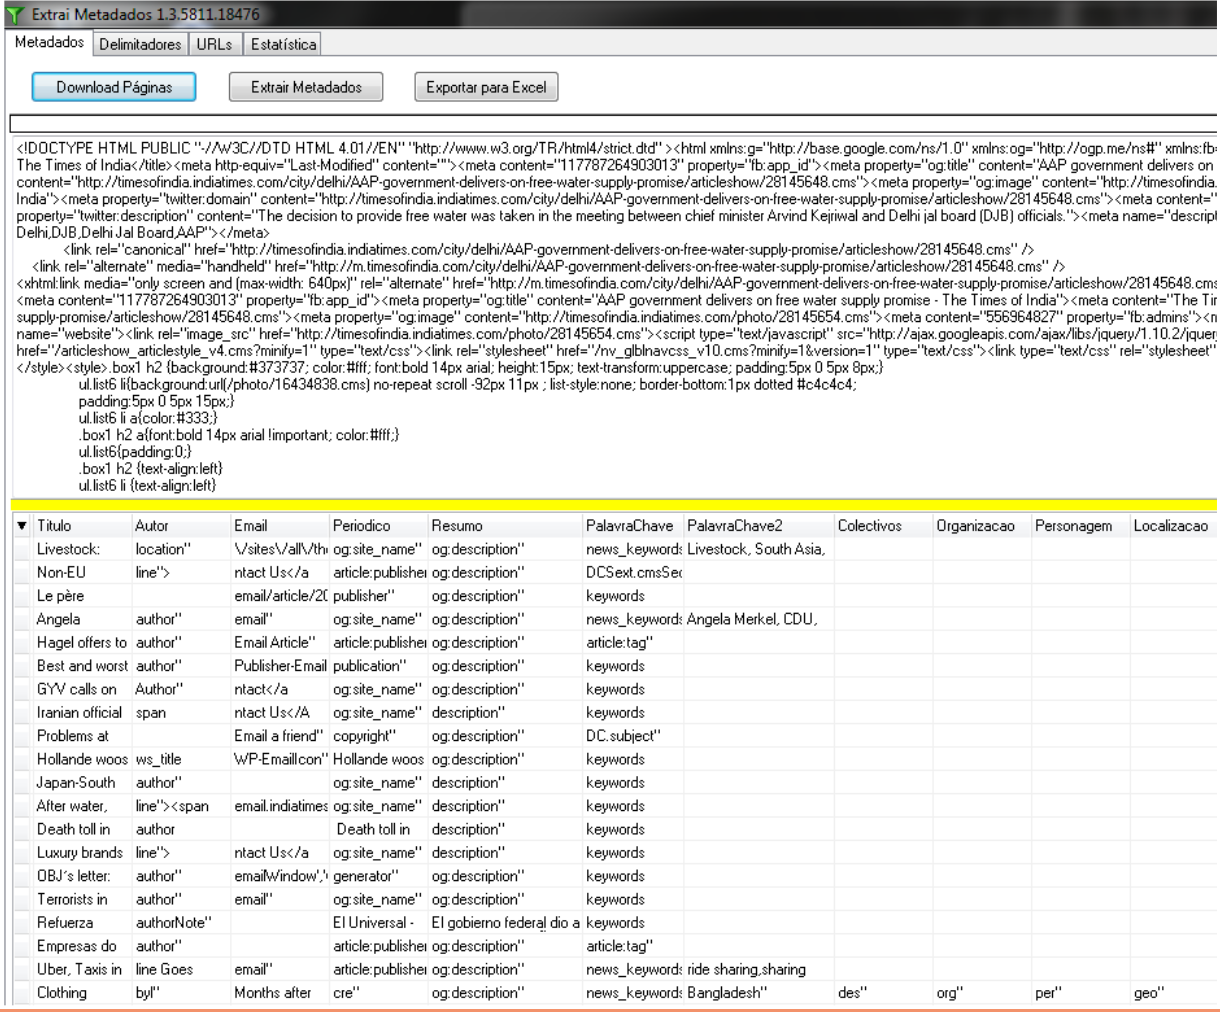 Extrai Metadados 1.3.5811.18476
Metadados Delimitadores URLs Estatística
Download Páginas Extrair Metadados Exportar para Excel
<!DOCTYPE HTML PUBLIC "-//W3C//DTD HTML 4.01//EN" "http://www.w3.org/TR/html4/strict.dtd" ><html xmlns:g="http://base.google.com/ns/1.0" xmlns:og="http://ogp.me/ns#" xmlns:fb=
The Times of India</title><meta http-equiv="Last-Modified" content=""><meta content="117787264903013" property="fb:app_id"><meta property="og:title" content="AAP government delivers on
content="http://timesofindia.indiatimes.com/city/delhi/AAP-government-delivers-on-free-water-supply-promise/articleshow/28145648.cms"><meta property="og:image" content="http://timesofindia.
India"><meta property="twitter:domain" content="http://timesofindia.indiatimes.com/city/delhi/AAP-government-delivers-on-free-water-supply-promise/articleshow/28145648.cms"><meta content="
property="twitter:description" content="The decision to provide free water was taken in the meeting between chief minister Arvind Kejriwal and Delhi jal board (DJB) officials."><meta name="descript
Delhi,DJB,Delhi Jal Board,AAP"></meta>
<link rel="canonical" href="http://timesofindia.indiatimes.com/city/delhi/AAP-government-delivers-on-free-water-supply-promise/articleshow/28145648.cms" />
<link rel="alternate" media="handheld" href="http://m.timesofindia.com/city/delhi/AAP-government-delivers-on-free-water-supply-promise/articleshow/28145648.cms" />
<xhtml:link media="only screen and (max-width: 640px)" rel="alternate" href="http://m.timesofindia.com/city/delhi/AAP-government-delivers-on-free-water-supply-promise/articleshow/28145648.cms
<meta content="117787264903013" property="fb:app_id"><meta property="og:title" content="AAP government delivers on free water supply promise - The Times of India"><meta content="The Tir
supply-promise/articleshow/28145648.cms"><meta property="og:image" content="http://timesofindia.indiatimes.com/photo/28145654.cms"><meta content="556964827" property="fb:admins"><m
name="website"><link rel="image_src" href="http://timesofindia.indiatimes.com/photo/28145654.cms"><script type="text/javascript" src="http://ajax.googleapis.com/ajax/libs/jquery/1.10.2/jquery
href="/articleshow_articlestyle_v4.cms?minify=1" type="text/css"><link rel="stylesheet" href="/nv_glblnavcss_v10.cms?minify=1&version=1" type="text/css"><link type="text/css" rel="stylesheet"
</style><style>.box1 h2 {background:#373737; color:#fff; font:bold 14px arial; height:15px; text-transform:uppercase; padding:5px 0 5px 8px;}
ul.list6 li{background:url(/photo/16434838.cms) no-repeat scroll -92px 11px ; list-style:none; border-bottom:1px dotted #c4c4c4;
padding:5px 0 5px 15px;}
ul.list6 li a{color:#333;}
.box1 h2 a{font:bold 14px arial !important; color:#fff;}
ul.list6{padding:0;}
.box1 h2 {text-align:left}
ul.list6 li {text-align:left}
Titulo Autor Email Periodico Resumo PalavraChave PalavraChave2 Colectivos Organizacao Personagem Localizacao
Livestock: location" \/sites\/all\/the og:site_name" og:description" news_keywords Livestock, South Asia,
Non-EU line"> ntact Us</a article:publisher og:description" DCSext.cmsSec
Le père email/article/20 publisher" og:description" keywords
Angela author" email" og:site_name" og:description" news_keywords Angela Merkel, CDU,
Hagel offers to author" Email Article" article:publisher og:description" article:tag"
Best and worst author" Publisher-Email publication" og:description" keywords
GYV calls on Author" ntact</a og:site_name" og:description" keywords
Iranian official span ntact Us</A og:site_name" description" keywords
Problems at Email a friend" copyright" og:description" DC.subject"
Hollande woos ws_title WP-EmailIcon" Hollande woos og:description" keywords
Japan-South author" og:site_name" description" keywords
After water, line"><span email.indiatimes og:site_name" description" keywords
Death toll in author Death toll in description" keywords
Luxury brands line"> ntact Us</a og:site_name" description" keywords
OBJ's letter: author" emailWindow',' generator" og:description" keywords
Terrorists in author" email" og:site_name" og:description" keywords
Refuerza authorNote" El Universal - El gobierno federal dio a keywords
Empresas do author" article:publisher og:description" article:tag"
Uber, Taxis in line Goes email" article:publisher og:description" news_keywords ride sharing,sharing
Clothing byl" Months after cre" og:description" news_keywords Bangladesh" des" org" per" geo"